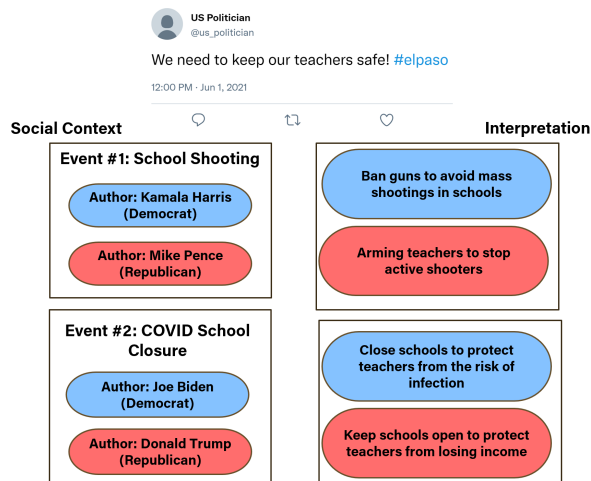 US Politician
@us_politician
We need to keep our teachers safe! #elpaso
12:00 PM · Jun 1, 2021
Social Context
Interpretation
Event #1: School Shooting
Author: Kamala Harris
(Democrat)
Author: Mike Pence
(Republican)
Ban guns to avoid mass
shootings in schools
Arming teachers to stop
active shooters
Event #2: COVID School
Closure
Author: Joe Biden
(Democrat)
Author: Donald Trump
(Republican)
Close schools to protect
teachers from the risk of
infection
Keep schools open to protect
teachers from losing income